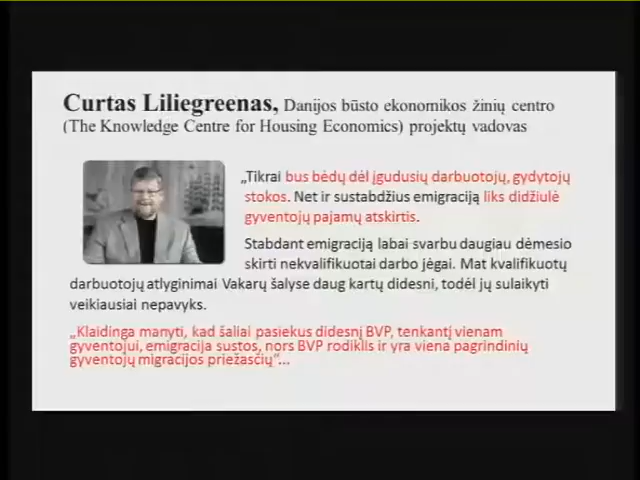 Curtas Liliegreenas, Danijos būsto ekonomikos žinių centro
(The Knowledge Centre for Housing Economics) projektų vadovas
„Tikrai bus bėdų dėl įgudusių darbuotojų, gydytojų
stokos. Net ir sustabdžius emigraciją liks didžiulė
gyventojų pajamų atskirtis.
Stabdant emigraciją labai svarbu daugiau dėmesio
skirti nekvalifikuotai darbo jėgai. Mat kvalifikuotų
darbuotojų atlyginimai Vakarų šalyse daug kartų didesni, todėl jų sulaikyti
veikiausiai nepavyks.
„Klaidinga manyti, kad šaliai pasiekus didesnį BVP, tenkantį vienam
gyventojui, emigracija sustos, nors BVP rodiklis ir yra viena pagrindinių
gyventojų migracijos priežasčių“...